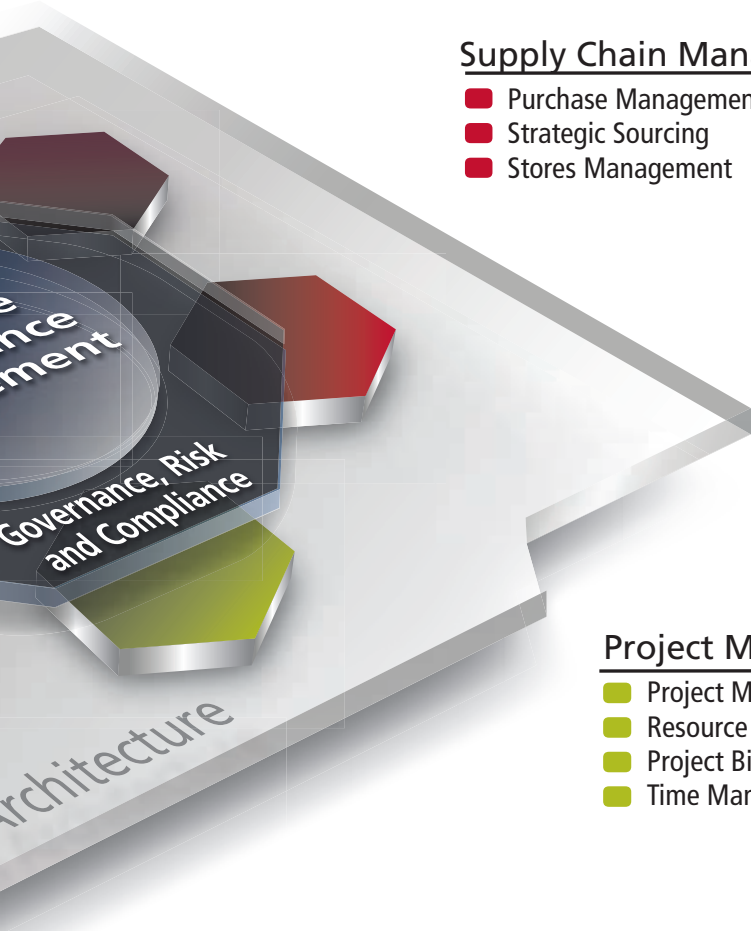 Supply Chain Man
Purchase Managemen
Strategic Sourcing
Stores Management
e
nce
ment
Governance, Risk
and Compliance
Project M
Project M
Resource
Project Bi
Time Man
Architecture